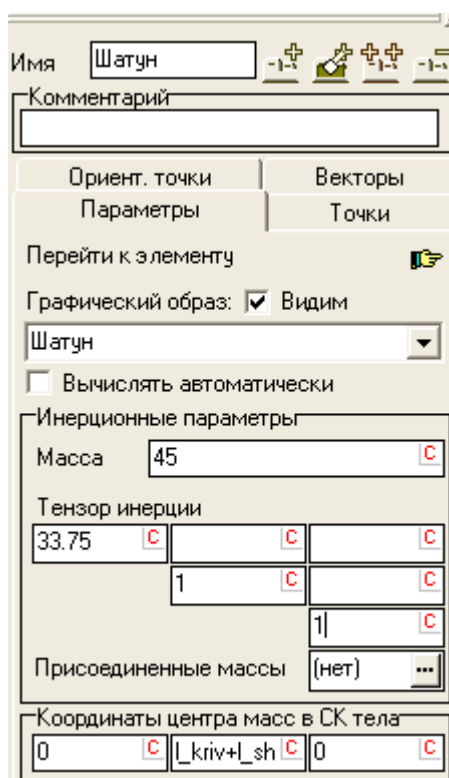 Имя Шатун
Комментарий
Ориент. точки Векторы
Параметры Точки
Перейти к элементу
Графический образ: Видим
Шатун
Вычислять автоматически
Инерционные параметры
Масса 45 C
Тензор инерции
33.75 C C C
1 C C
1 C
Присоединенные массы (нет) ...
Координаты центра масс в СК тела
0 C l_kriv+l_sh C 0 C